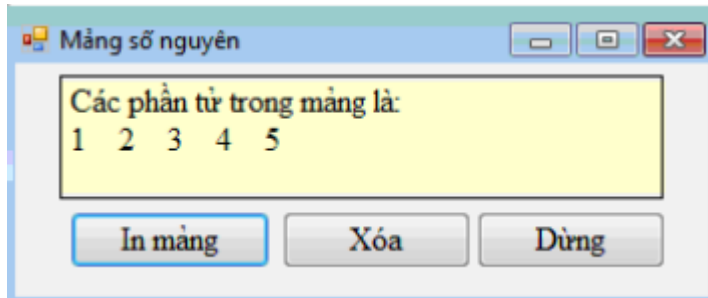 Mảng số nguyên
Các phần tử trong mảng là:
1 2 3 4 5
In mảng Xóa Dừng